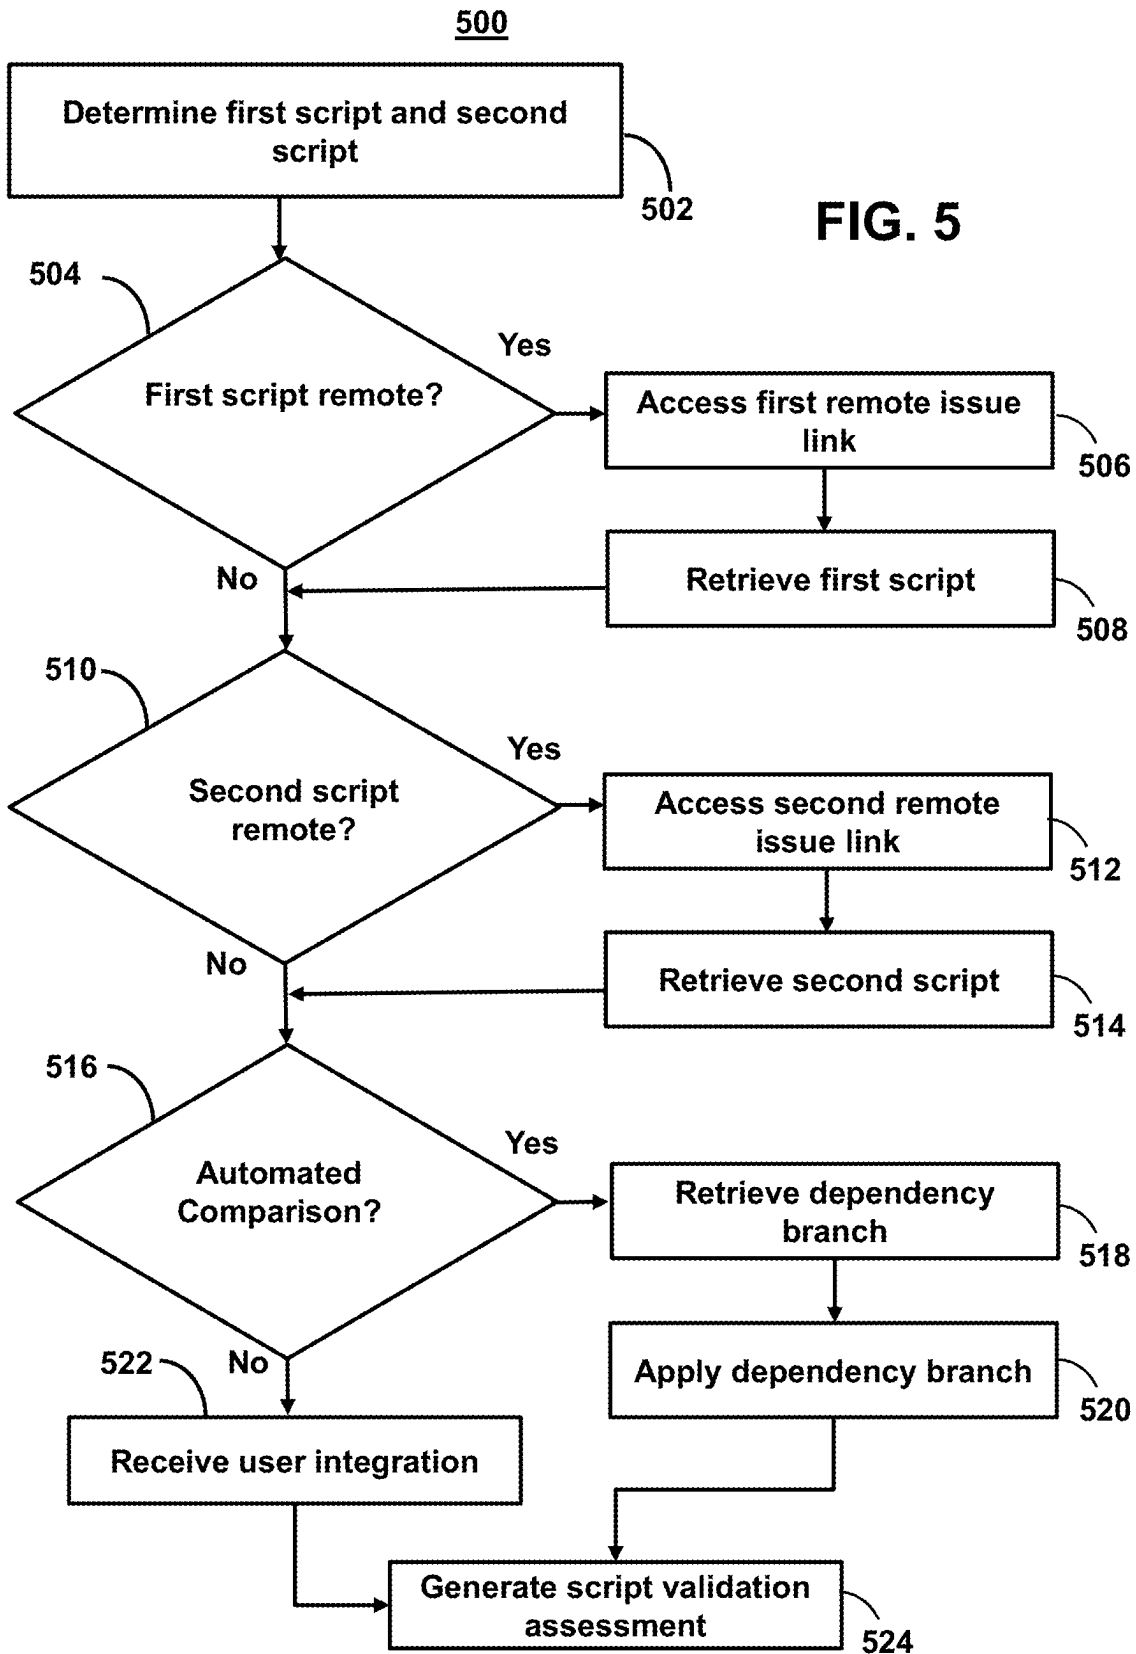 500
Determine first script and second
script
502
FIG. 5
504
Yes
First script remote?
Access first remote issue
link
506
No
Retrieve first script
508
510
Yes
Second script
remote?
Access second remote
issue link
512
No
Retrieve second script
514
516
Yes
Automated
Comparison?
Retrieve dependency
branch
518
No
522
Apply dependency branch
520
Receive user integration
Generate script validation
assessment
524